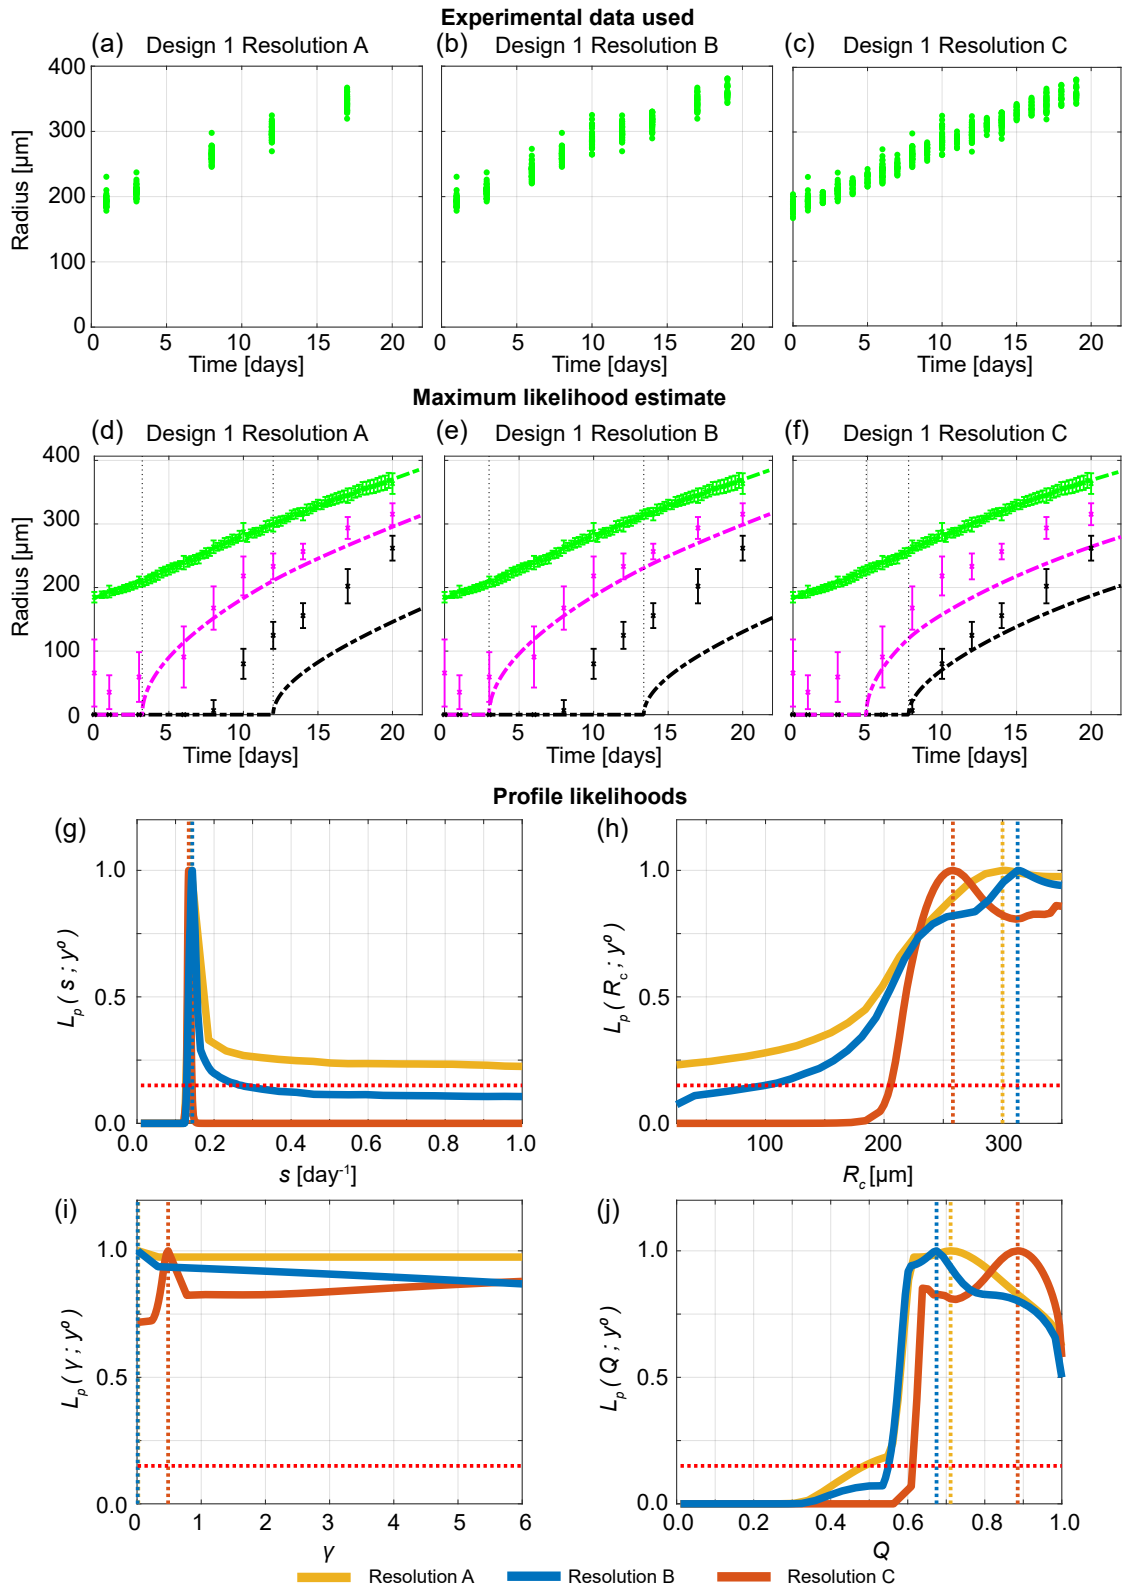 Experimental data used
(a) Design 1 Resolution A
(b) Design 1 Resolution B
(c) Design 1 Resolution C
Radius [µm]
400
300
200
100
0
0 5 10 15 20
0 5 10 15 20
0 5 10 15 20
Time [days]
Time [days]
Time [days]
Maximum likelihood estimate
(d) Design 1 Resolution A
(e) Design 1 Resolution B
(f) Design 1 Resolution C
Radius [µm]
400
300
200
100
0
0 5 10 15 20
0 5 10 15 20
0 5 10 15 20
Time [days]
Time [days]
Time [days]
Profile likelihoods
(g)
L_p ( s ; y^o )
1.0
0.5
0.0
0.0 0.2 0.4 0.6 0.8 1.0
s [day⁻¹]
(h)
L_p ( R_c ; y^o )
1.0
0.5
0.0
100 200 300
R_c [µm]
(i)
L_p ( γ ; y^o )
1.0
0.5
0.0
0 1 2 3 4 5 6
γ
(j)
L_p ( Q ; y^o )
1.0
0.5
0.0
0.0 0.2 0.4 0.6 0.8 1.0
Q
Resolution A Resolution B Resolution C